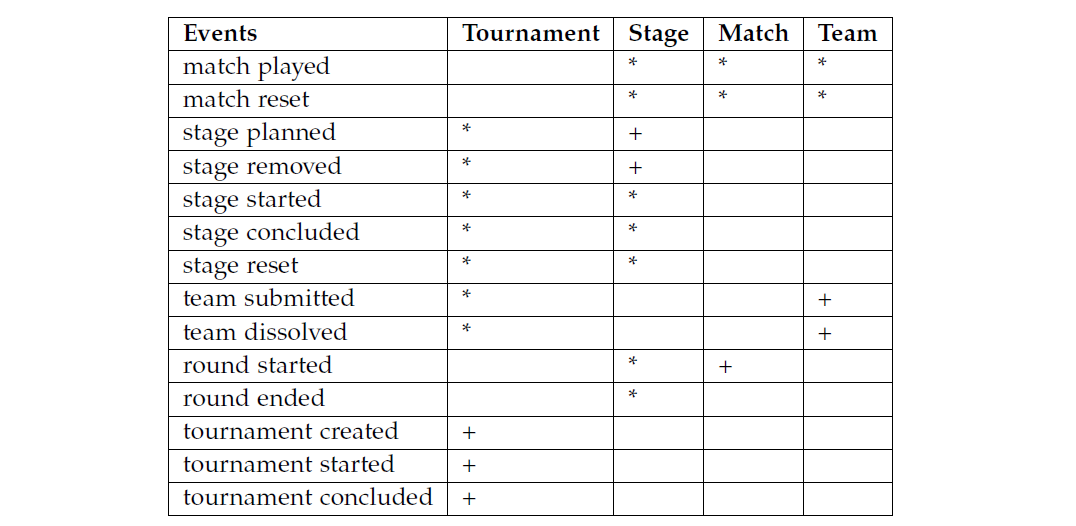 Events Tournament Stage Match Team
match played * * *
match reset * * *
stage planned * +
stage removed * +
stage started * *
stage concluded * *
stage reset * *
team submitted * +
team dissolved * +
round started * +
round ended *
tournament created +
tournament started +
tournament concluded +